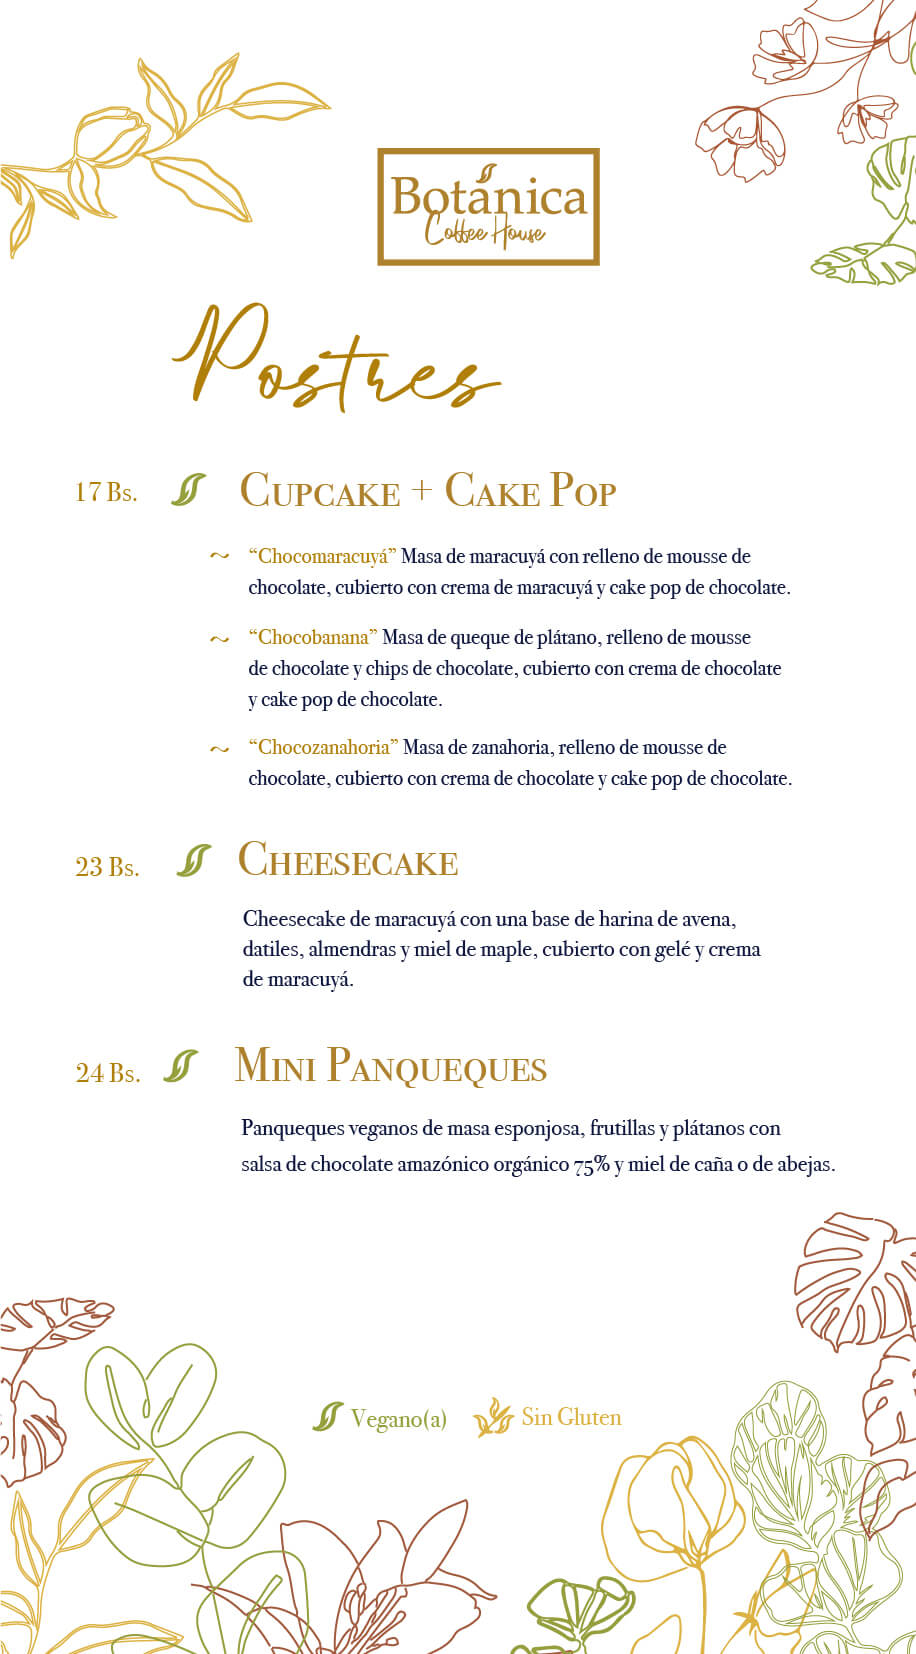 Botánica
Coffee House
Postres
17 Bs. Cupcake + Cake Pop
~ “Chocomaracuyá” Masa de maracuyá con relleno de mousse de
chocolate, cubierto con crema de maracuyá y cake pop de chocolate.
~ “Chocobanana” Masa de queque de plátano, relleno de mousse
de chocolate y chips de chocolate, cubierto con crema de chocolate
y cake pop de chocolate.
~ “Chocozanahoria” Masa de zanahoria, relleno de mousse de
chocolate, cubierto con crema de chocolate y cake pop de chocolate.
23 Bs. Cheesecake
Cheesecake de maracuyá con una base de harina de avena,
datiles, almendras y miel de maple, cubierto con gelé y crema
de maracuyá.
24 Bs. Mini Panqueques
Panqueques veganos de masa esponjosa, frutillas y plátanos con
salsa de chocolate amazónico orgánico 75% y miel de caña o de abejas.
Vegano(a) Sin Gluten